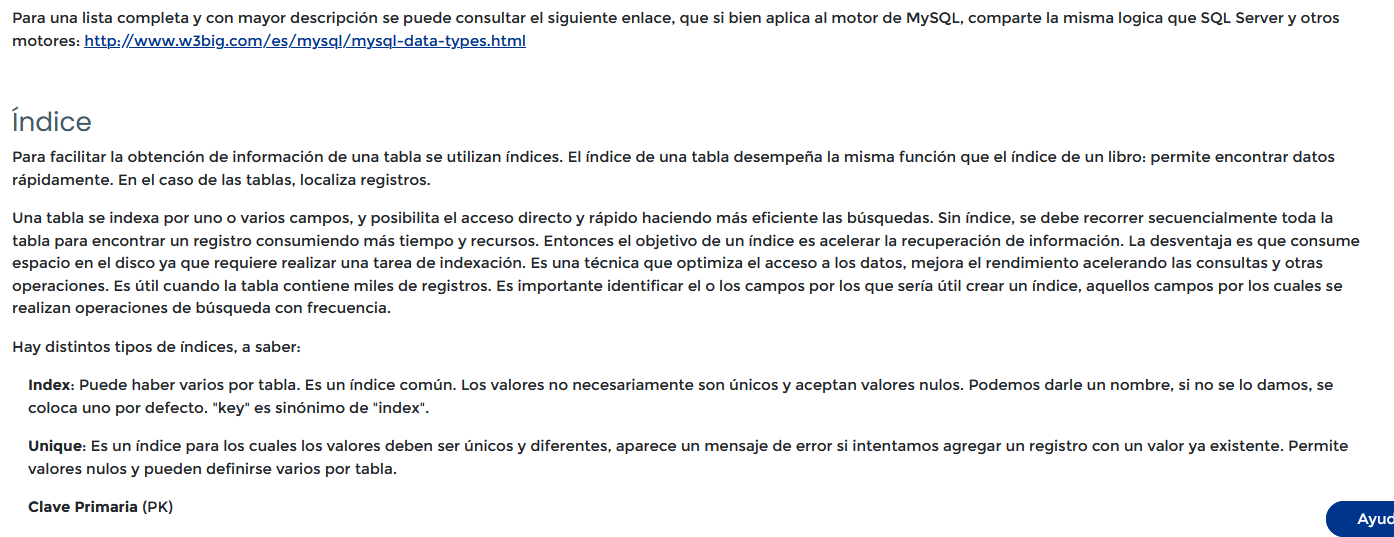 Para una lista completa y con mayor descripción se puede consultar el siguiente enlace, que si bien aplica al motor de MySQL, comparte la misma logica que SQL Server y otros
motores: http://www.w3big.com/es/mysql/mysql-data-types.html
Índice
Para facilitar la obtención de información de una tabla se utilizan índices. El índice de una tabla desempeña la misma función que el índice de un libro: permite encontrar datos
rápidamente. En el caso de las tablas, localiza registros.
Una tabla se indexa por uno o varios campos, y posibilita el acceso directo y rápido haciendo más eficiente las búsquedas. Sin índice, se debe recorrer secuencialmente toda la
tabla para encontrar un registro consumiendo más tiempo y recursos. Entonces el objetivo de un índice es acelerar la recuperación de información. La desventaja es que consume
espacio en el disco ya que requiere realizar una tarea de indexación. Es una técnica que optimiza el acceso a los datos, mejora el rendimiento acelerando las consultas y otras
operaciones. Es útil cuando la tabla contiene miles de registros. Es importante identificar el o los campos por los que sería útil crear un índice, aquellos campos por los cuales se
realizan operaciones de búsqueda con frecuencia.
Hay distintos tipos de índices, a saber:
Index: Puede haber varios por tabla. Es un índice común. Los valores no necesariamente son únicos y aceptan valores nulos. Podemos darle un nombre, si no se lo damos, se
coloca uno por defecto. "key" es sinónimo de "index".
Unique: Es un índice para los cuales los valores deben ser únicos y diferentes, aparece un mensaje de error si intentamos agregar un registro con un valor ya existente. Permite
valores nulos y pueden definirse varios por tabla.
Clave Primaria (PK)
Ayud